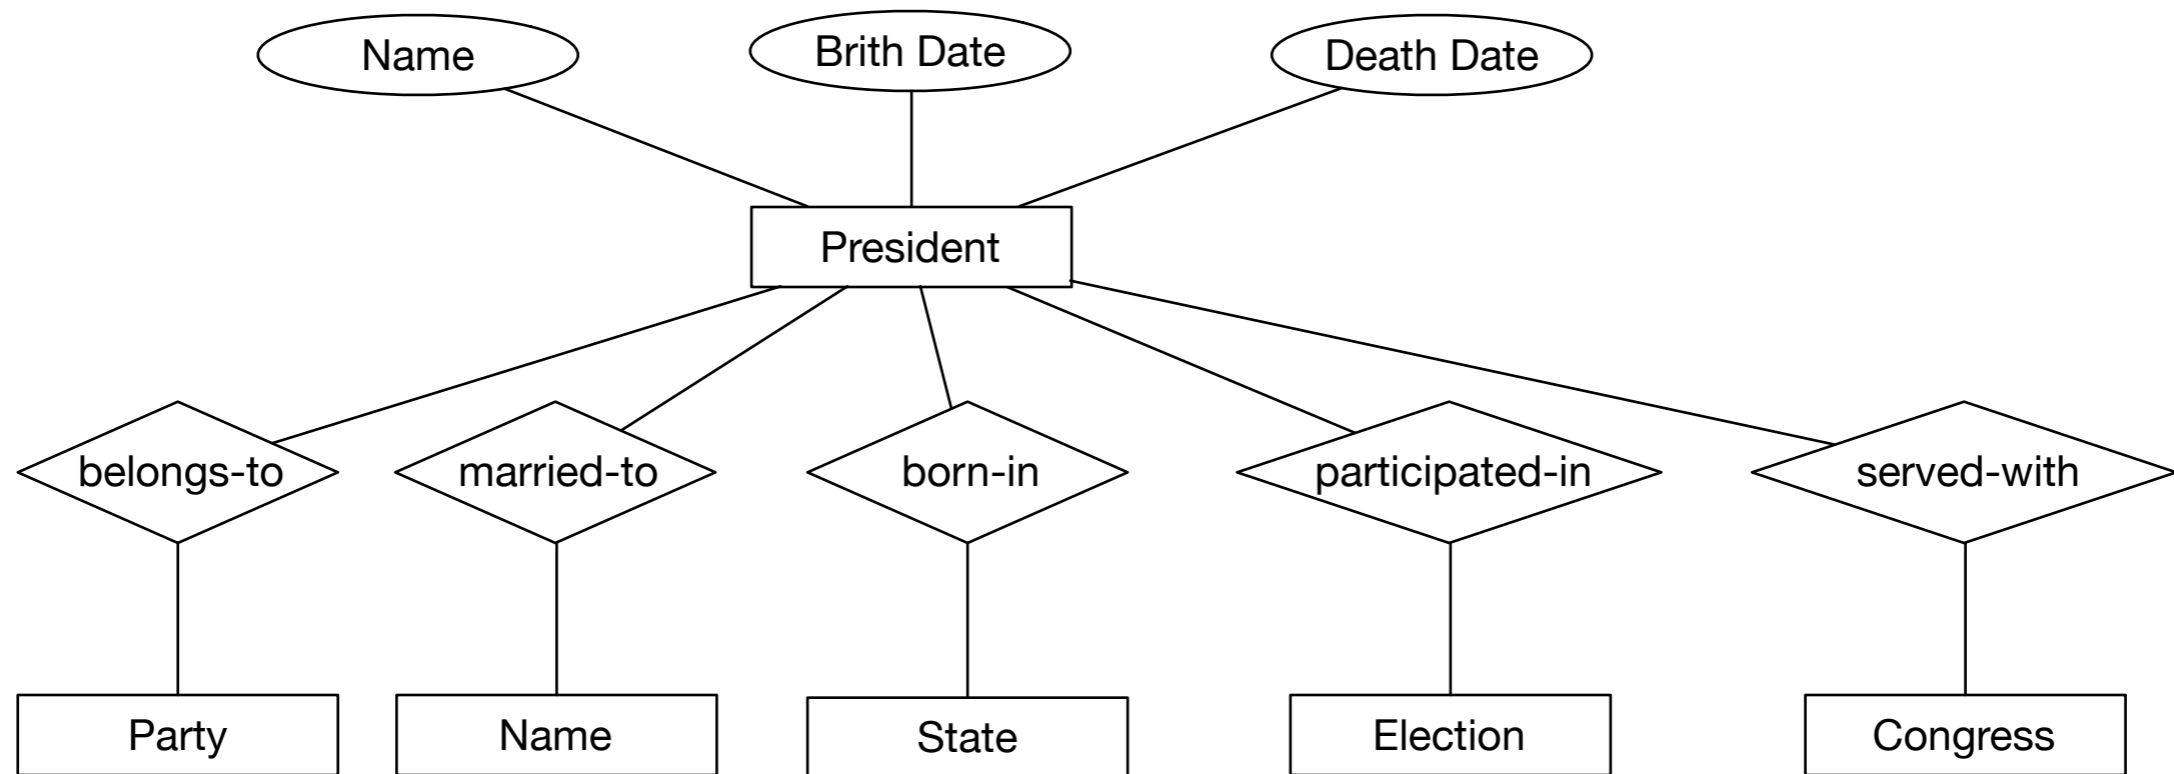 Name
Brith Date
Death Date
President
belongs-to
married-to
born-in
participated-in
served-with
Party
Name
State
Election
Congress